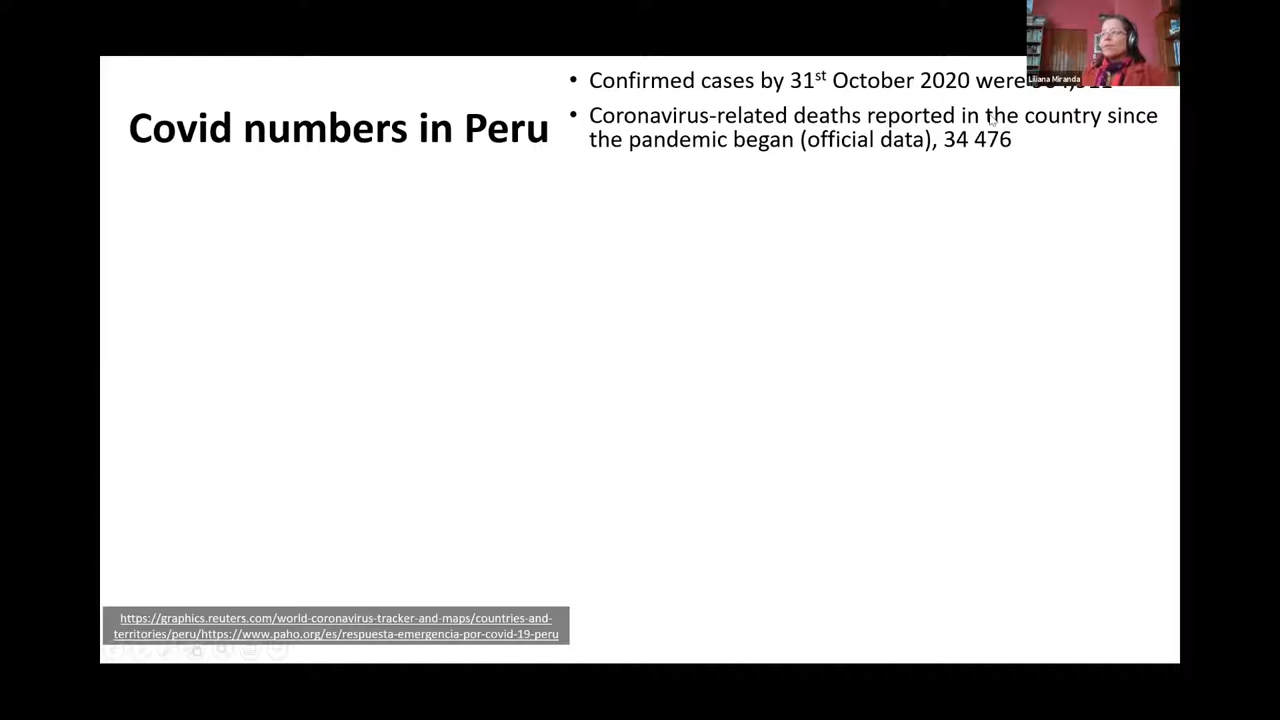 Liliana Miranda
• Confirmed cases by 31st October 2020 were
Covid numbers in Peru
• Coronavirus-related deaths reported in the country since
the pandemic began (official data), 34 476
https://graphics.reuters.com/world-coronavirus-tracker-and-maps/countries-and-
territories/peru/https://www.paho.org/es/respuesta-emergencia-por-covid-19-peru